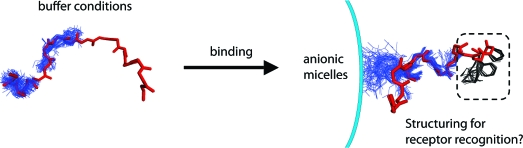 buffer conditions
binding
anionic
micelles
Structuring for
receptor recognition?